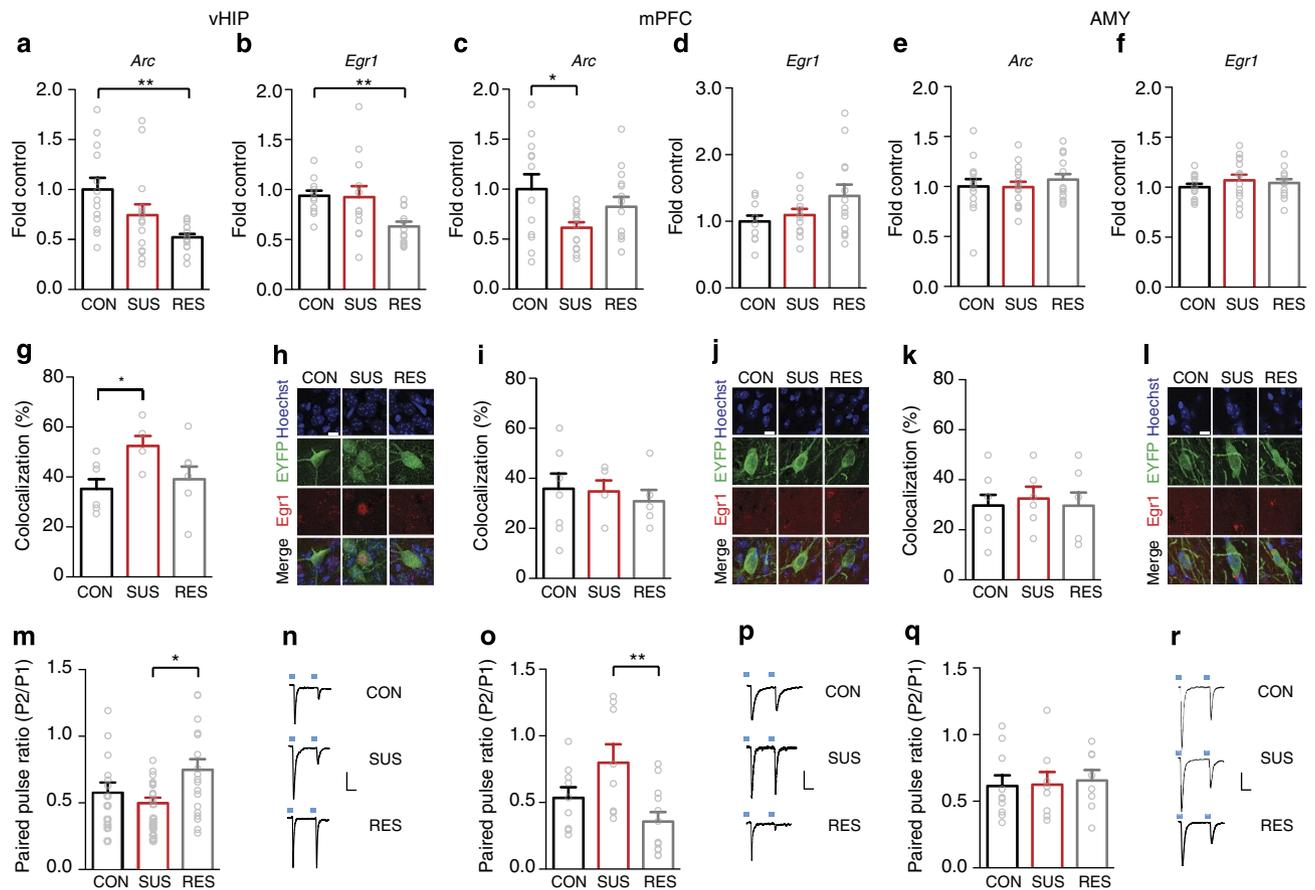 vHIP mPFC AMY
a b c d e f
Arc Egr1 Arc Egr1 Arc Egr1
** ** *
Fold control
2.0
1.5
1.0
0.5
0.0
CON SUS RES
Fold control
2.0
1.5
1.0
0.5
0.0
CON SUS RES
Fold control
2.0
1.5
1.0
0.5
0.0
CON SUS RES
Fold control
3.0
2.0
1.0
0.0
CON SUS RES
Fold control
2.0
1.5
1.0
0.5
0.0
CON SUS RES
Fold control
2.0
1.5
1.0
0.5
0.0
CON SUS RES
g h i j k l
*
Colocalization (%)
80
60
40
20
0
CON SUS RES
CON SUS RES
Hoechst
EYFP
Egr1
Merge
Colocalization (%)
80
60
40
20
0
CON SUS RES
CON SUS RES
Hoechst
EYFP
Egr1
Merge
Colocalization (%)
80
60
40
20
0
CON SUS RES
CON SUS RES
Hoechst
EYFP
Egr1
Merge
m n o p q r
*
Paired pulse ratio (P2/P1)
1.5
1.0
0.5
0.0
CON SUS RES
CON
SUS
RES
**
Paired pulse ratio (P2/P1)
1.5
1.0
0.5
0.0
CON SUS RES
CON
SUS
RES
Paired pulse ratio (P2/P1)
1.5
1.0
0.5
0.0
CON SUS RES
CON
SUS
RES